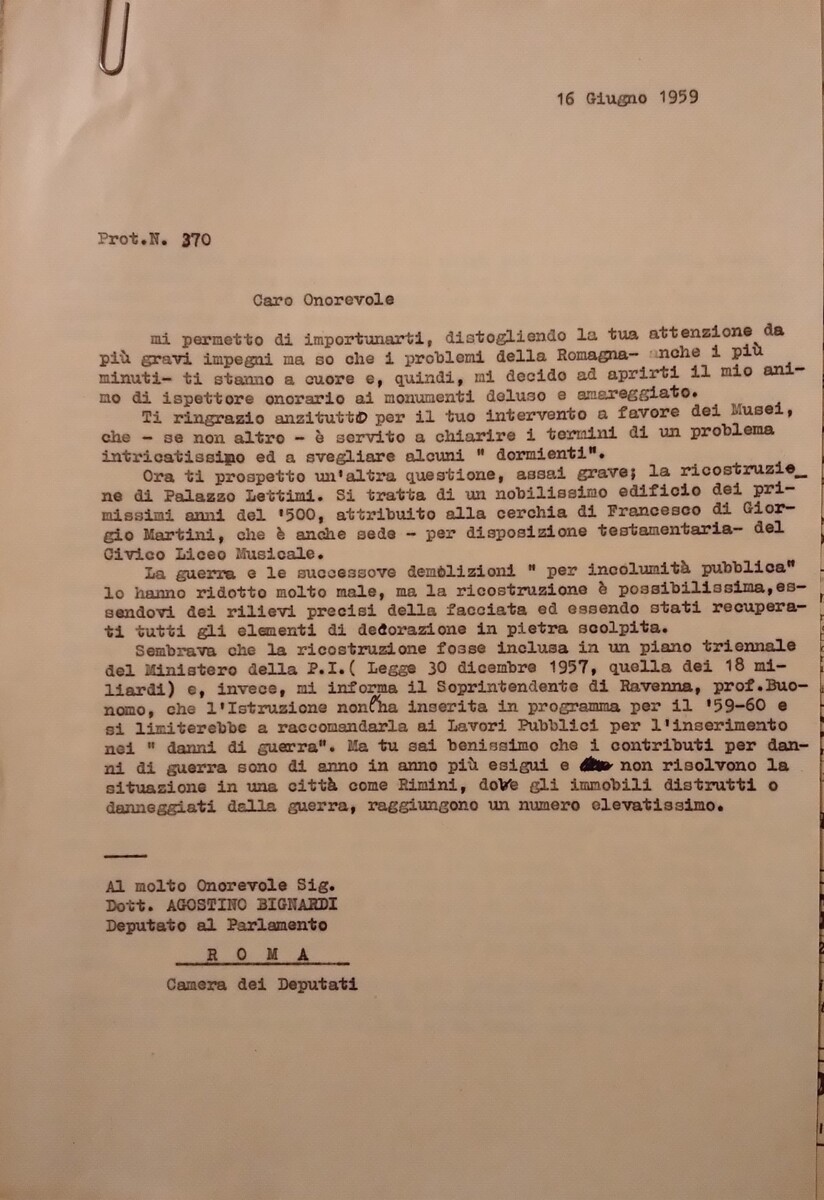 16 Giugno 1959
Prot.N. 370
Caro Onorevole
mi permetto di importunarti, distogliendo la tua attenzione da
più gravi impegni ma so che i problemi della Romagna- anche i più
minuti- ti stanno a cuore e, quindi, mi decido ad aprirti il mio ani-
mo di ispettore onorario ai monumenti deluso e amareggiato.
Ti ringrazio anzitutto per il tuo intervento a favore dei Musei,
che - se non altro - è servito a chiarire i termini di un problema
intricatissimo ed a svegliare alcuni " dormienti".
Ora ti prospetto un'altra questione, assai grave; la ricostruzio_
ne di Palazzo Lettimi. Si tratta di un nobilissimo edificio dei pri-
missimi anni del '500, attribuito alla cerchia di Francesco di Gior-
gio Martini, che è anche sede - per disposizione testamentaria- del
Civico Liceo Musicale.
La guerra e le successove demolizioni " per incolumità pubblica"
lo hanno ridotto molto male, ma la ricostruzione è possibilissima,es-
sendovi dei rilievi precisi della facciata ed essendo stati recupera-
ti tutti gli elementi di decorazione in pietra scolpita.
Sembrava che la ricostruzione fosse inclusa in un piano triennale
del Ministero della P.I.( Legge 30 dicembre 1957, quella dei 18 mi-
liardi) e, invece, mi informa il Soprintendente di Ravenna, prof.Buo-
nomo, che l'Istruzione non l'ha inserita in programma per il '59-60 e
si limiterebbe a raccomandarla ai Lavori Pubblici per l'inserimento
nei " danni di guerra". Ma tu sai benissimo che i contributi per dan-
ni di guerra sono di anno in anno più esigui e non risolvono la
situazione in una città come Rimini, dove gli immobili distrutti o
danneggiati dalla guerra, raggiungono un numero elevatissimo.
Al molto Onorevole Sig.
Dott. AGOSTINO BIGNARDI
Deputato al Parlamento
R O M A
Camera dei Deputati